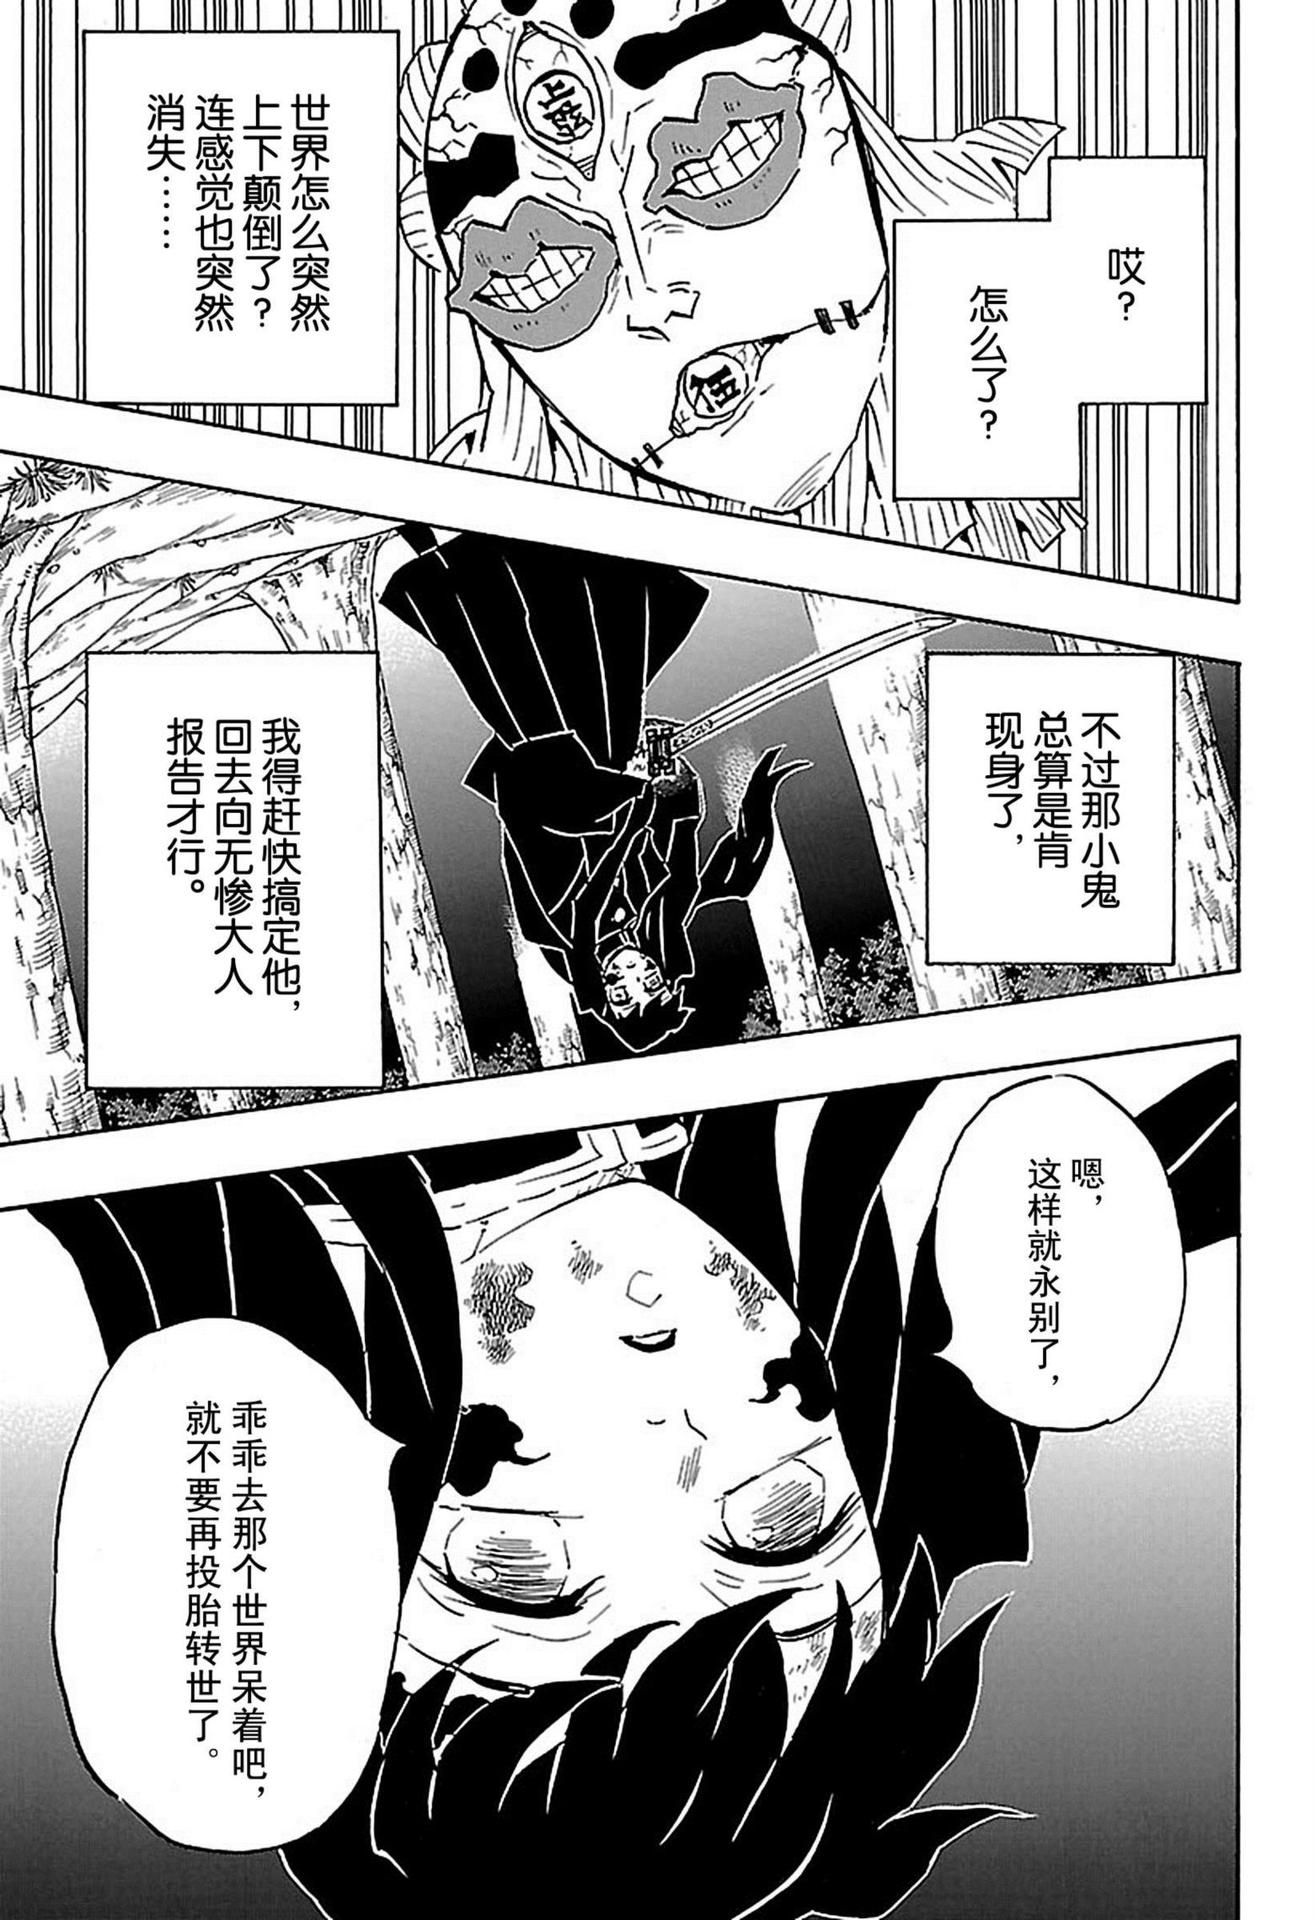 哎？
怎么了？
世界怎么突然
上下颠倒了？
连感觉也突然
消失……
上弦
伍
不过那小鬼
总算是肯
现身了，
我得赶快搞定他，
回去向无惨大人
报告才行。
嗯，
这样就永别了，
乖乖去那个世界呆着吧，
就不要再投胎转世了。